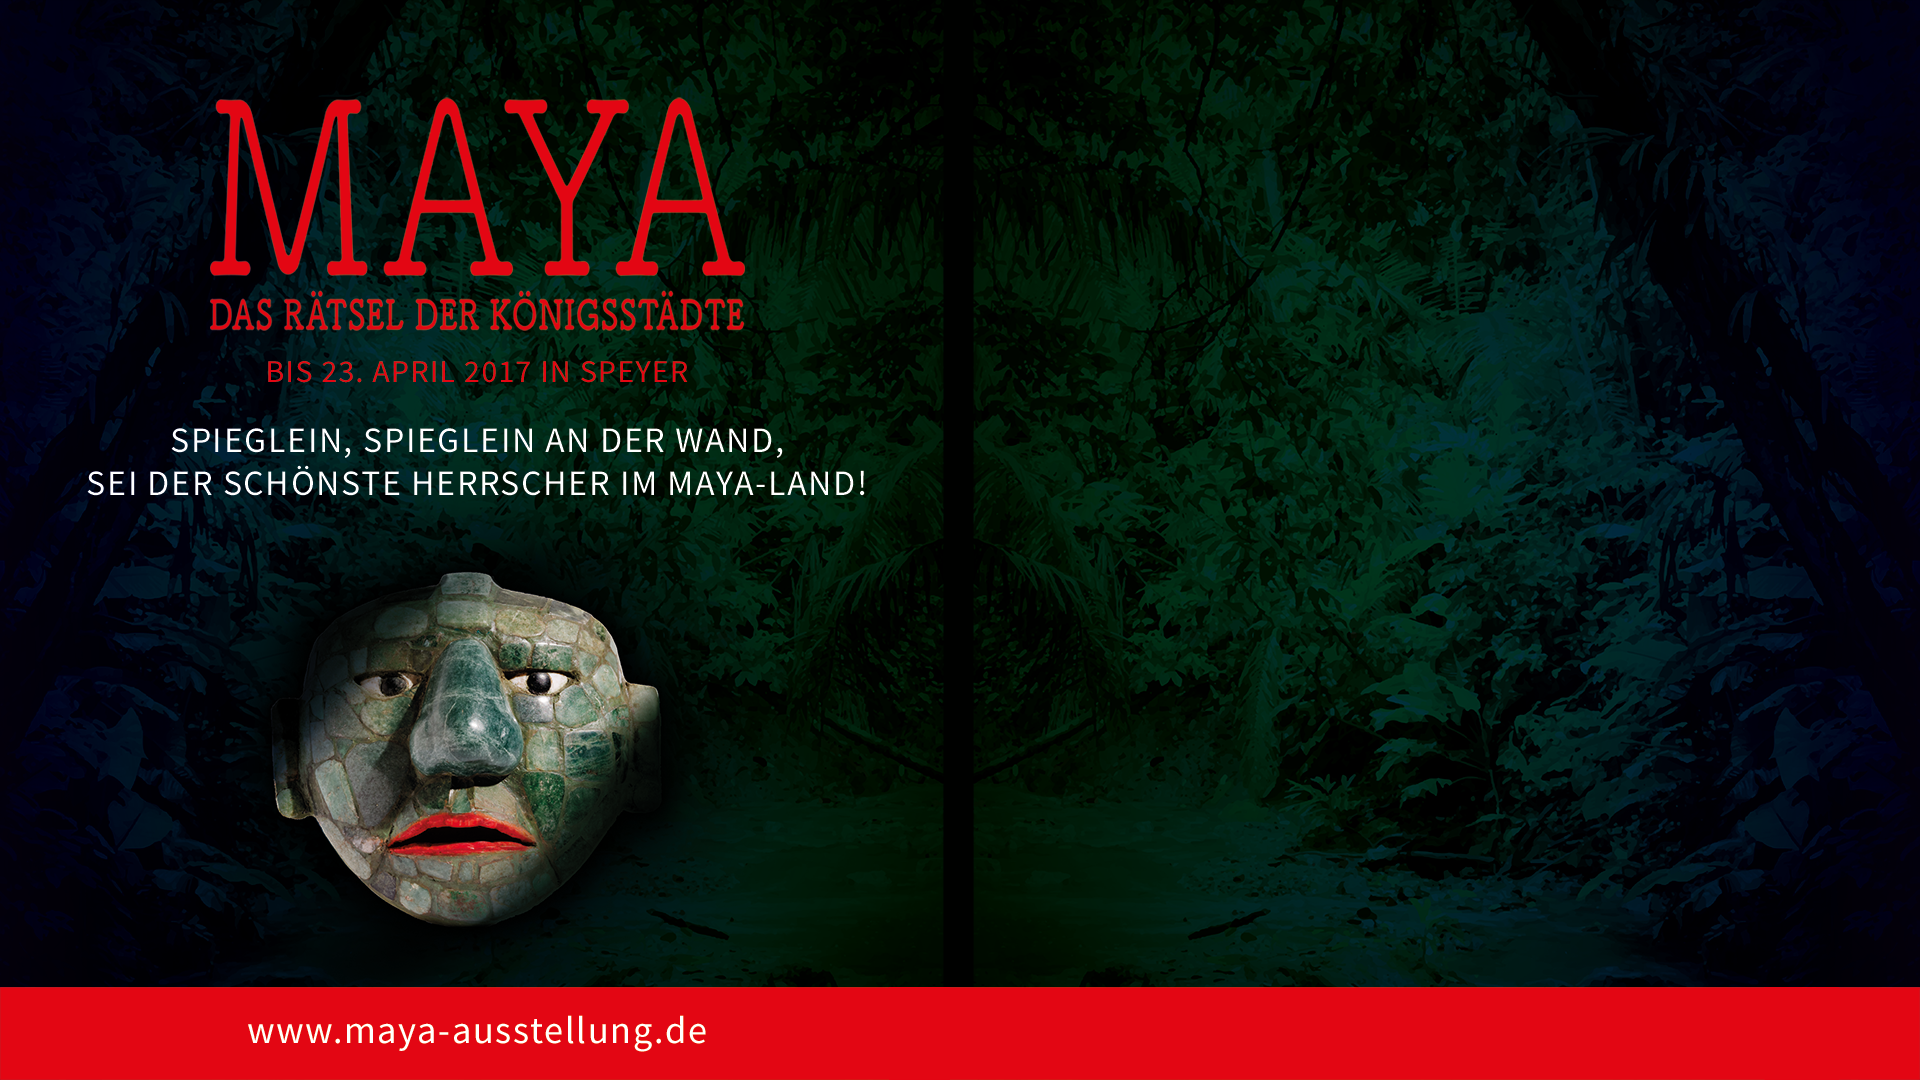 MAYA
DAS RÄTSEL DER KÖNIGSSTÄDTE
BIS 23. APRIL 2017 IN SPEYER
SPIEGLEIN, SPIEGLEIN AN DER WAND,
SEI DER SCHÖNSTE HERRSCHER IM MAYA-LAND!
www.maya-ausstellung.de